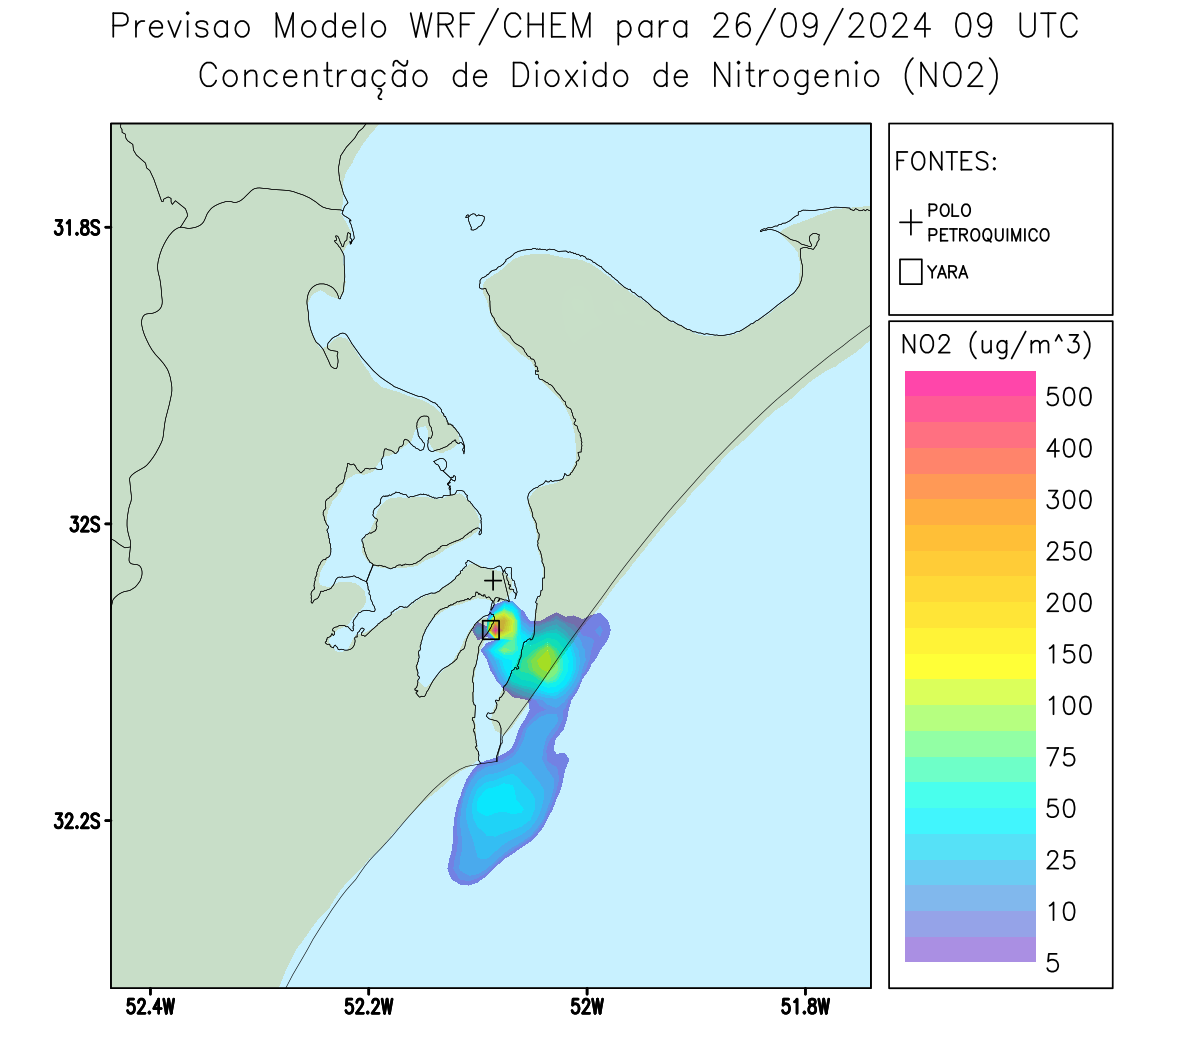 Previsao Modelo WRF/CHEM para 26/09/2024 09 UTC
Concentração de Dioxido de Nitrogenio (NO2)
FONTES:
POLO
PETROQUIMICO
YARA
NO2 (ug/m^3)
500
400
300
250
200
150
100
75
50
25
10
5
31.8S
32S
32.2S
52.4W
52.2W
52W
51.8W